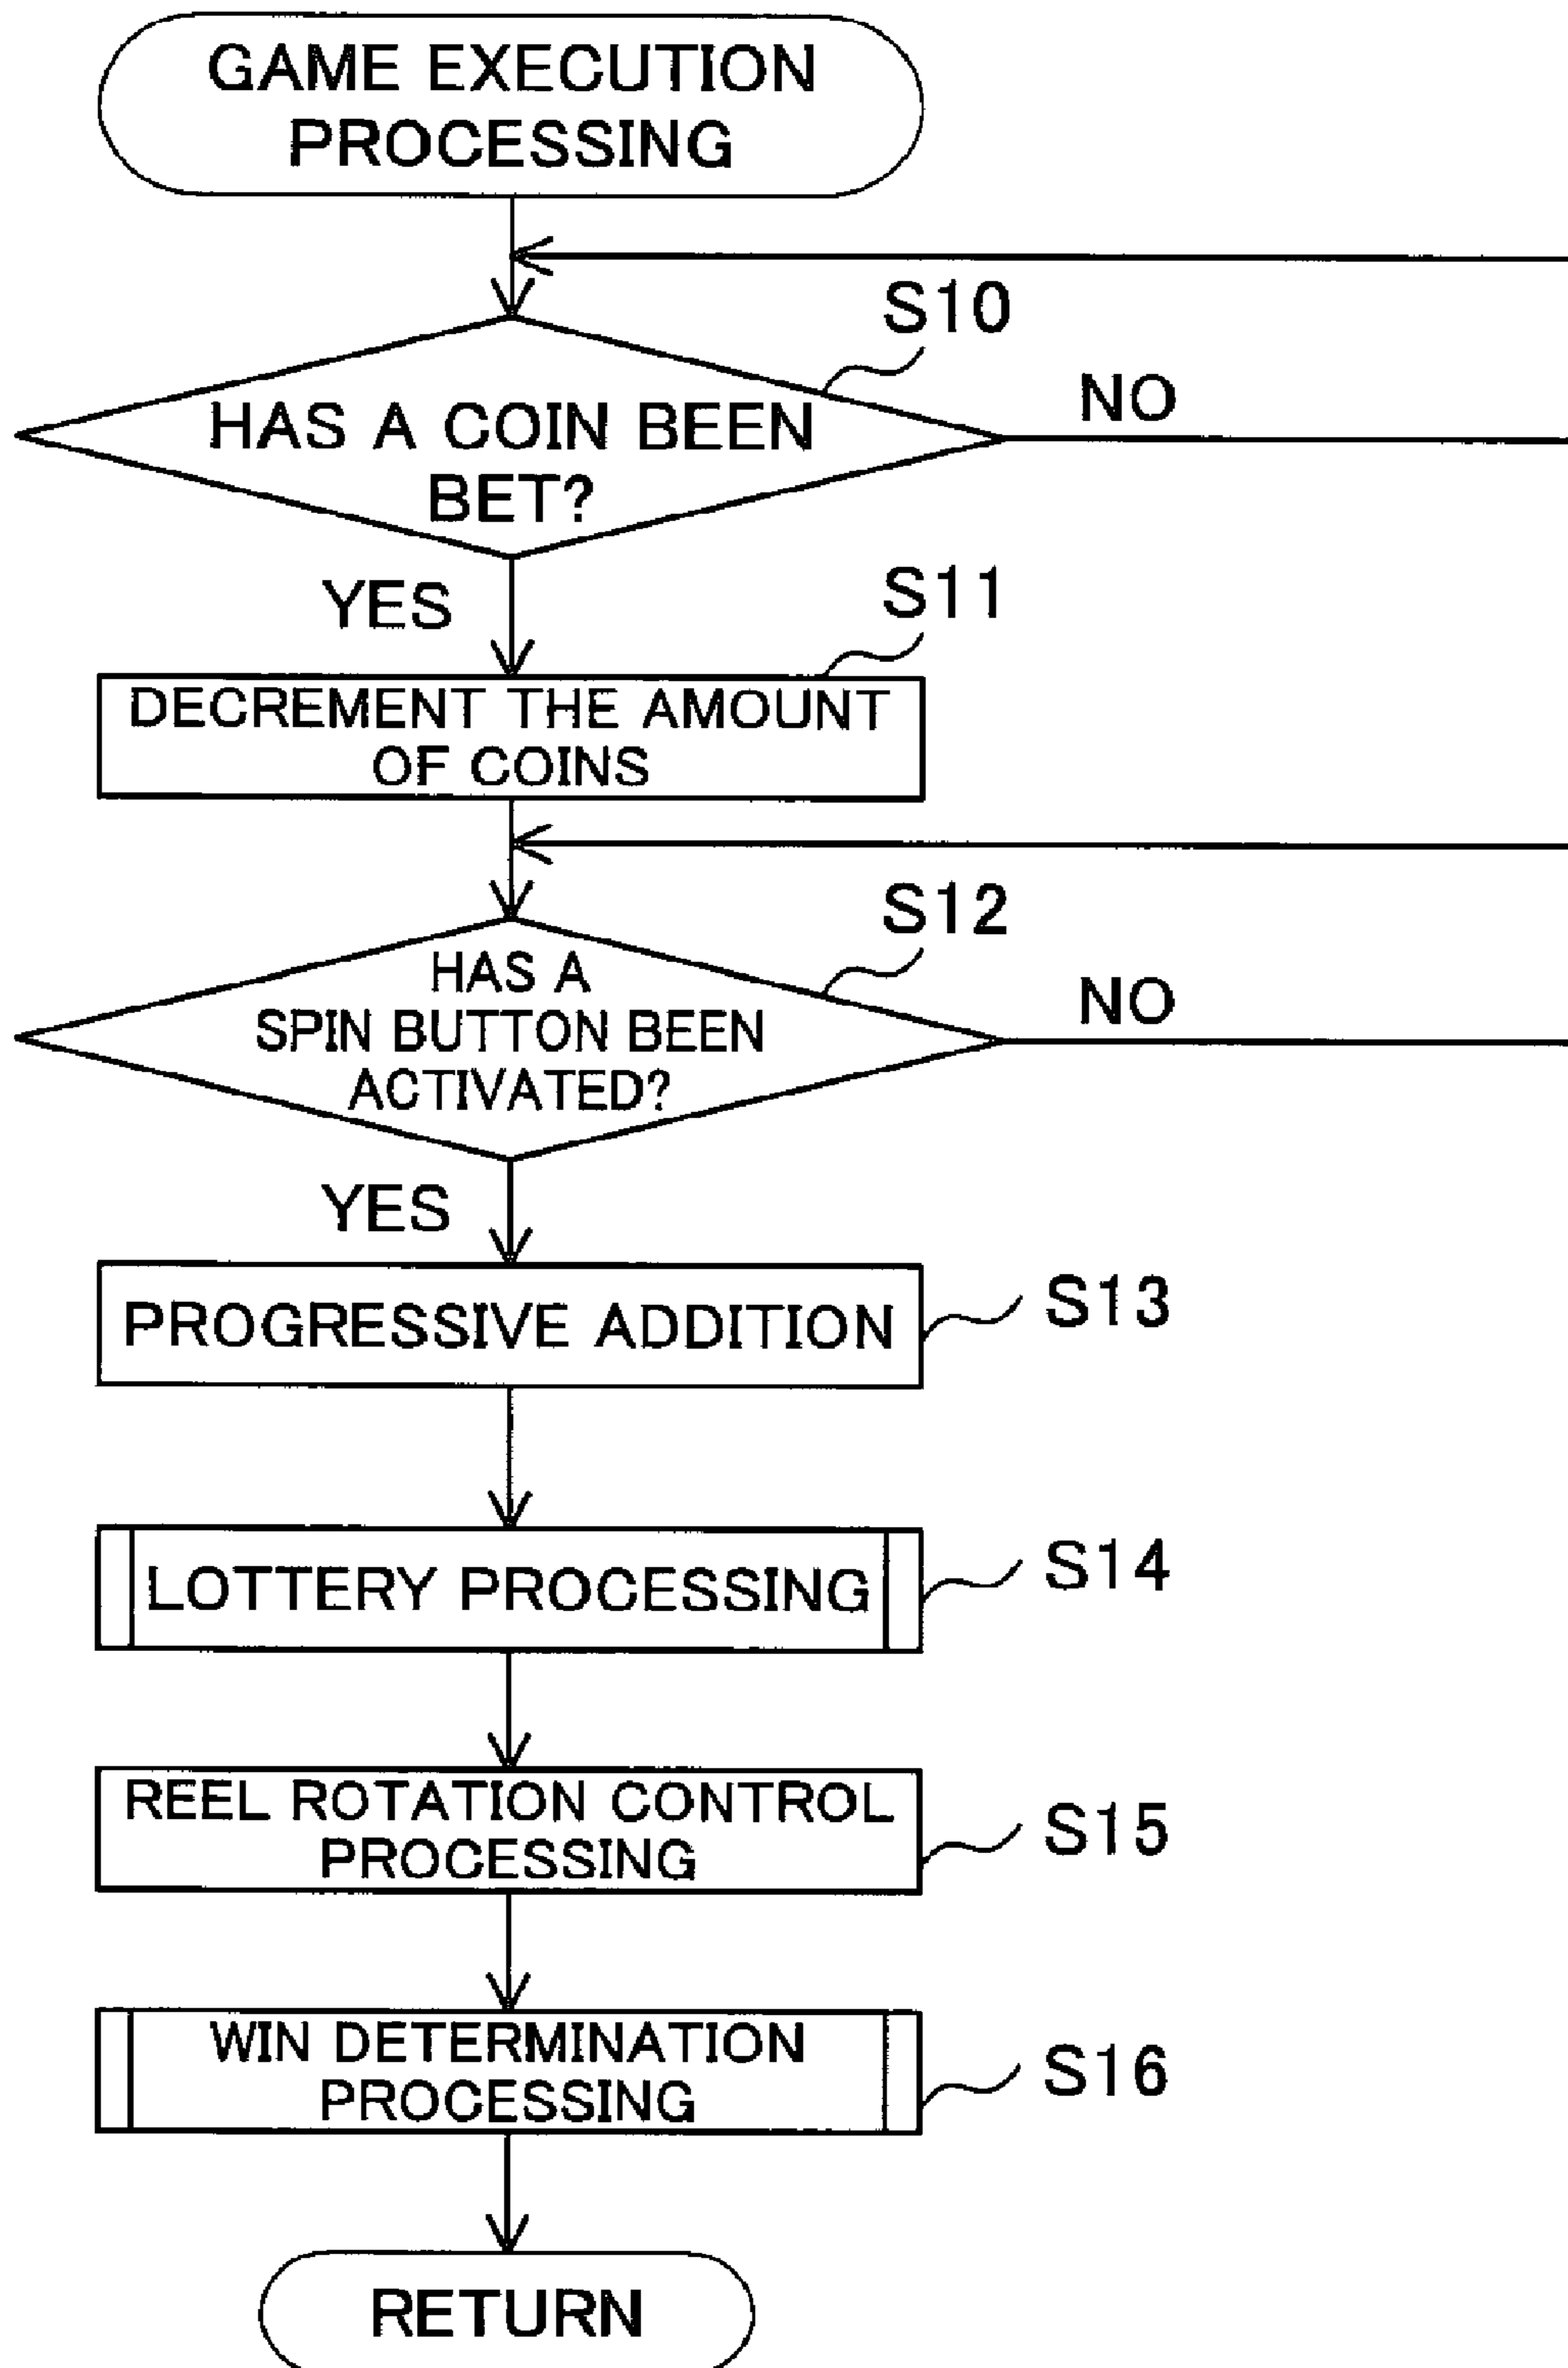 GAME EXECUTION
PROCESSING
S10
HAS A COIN BEEN
BET?
NO
YES
S11
DECREMENT THE AMOUNT
OF COINS
S12
HAS A
SPIN BUTTON BEEN
ACTIVATED?
NO
YES
PROGRESSIVE ADDITION
S13
LOTTERY PROCESSING
S14
REEL ROTATION CONTROL
PROCESSING
S15
WIN DETERMINATION
PROCESSING
S16
RETURN